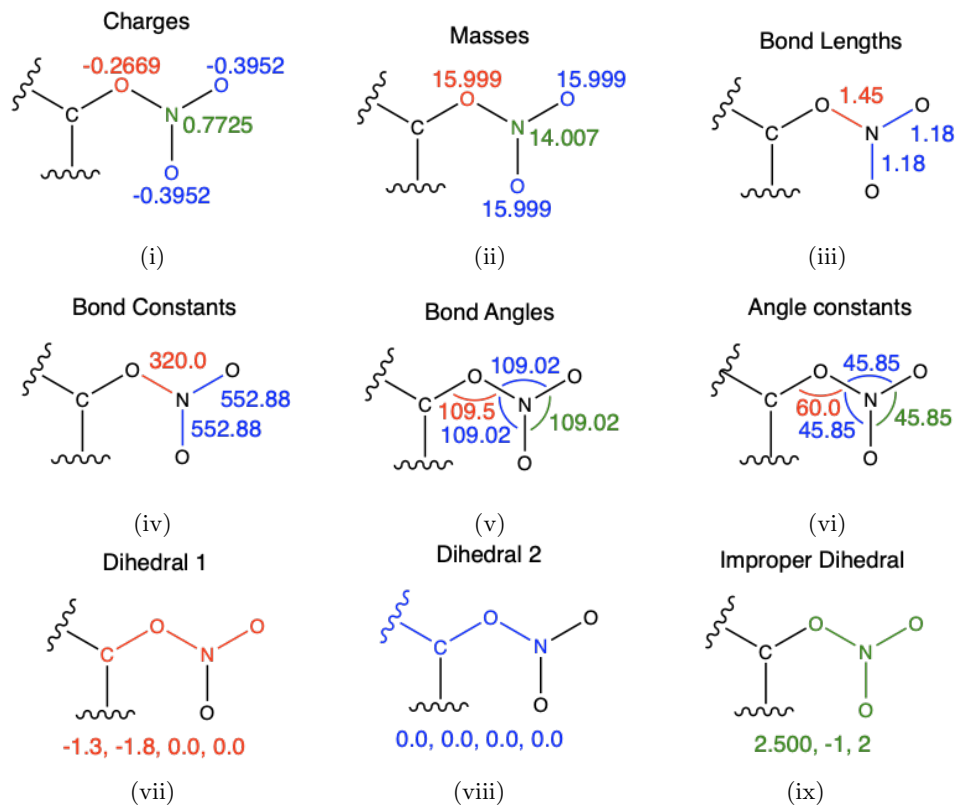 Charges
-0.2669
-0.3952
O
O
C
N
0.7725
O
-0.3952
(i)
Masses
15.999
15.999
O
O
C
N
14.007
O
15.999
(ii)
Bond Lengths
1.45
O
O
C
N
1.18
1.18
O
(iii)
Bond Constants
320.0
O
O
C
N
552.88
552.88
O
(iv)
Bond Angles
109.02
O
O
C
N
109.5
109.02
109.02
O
(v)
Angle constants
45.85
O
O
C
N
60.0
45.85
45.85
O
(vi)
Dihedral 1
O
O
C
N
O
-1.3, -1.8, 0.0, 0.0
(vii)
Dihedral 2
O
O
C
N
O
0.0, 0.0, 0.0, 0.0
(viii)
Improper Dihedral
O
O
C
N
O
2.500, -1, 2
(ix)